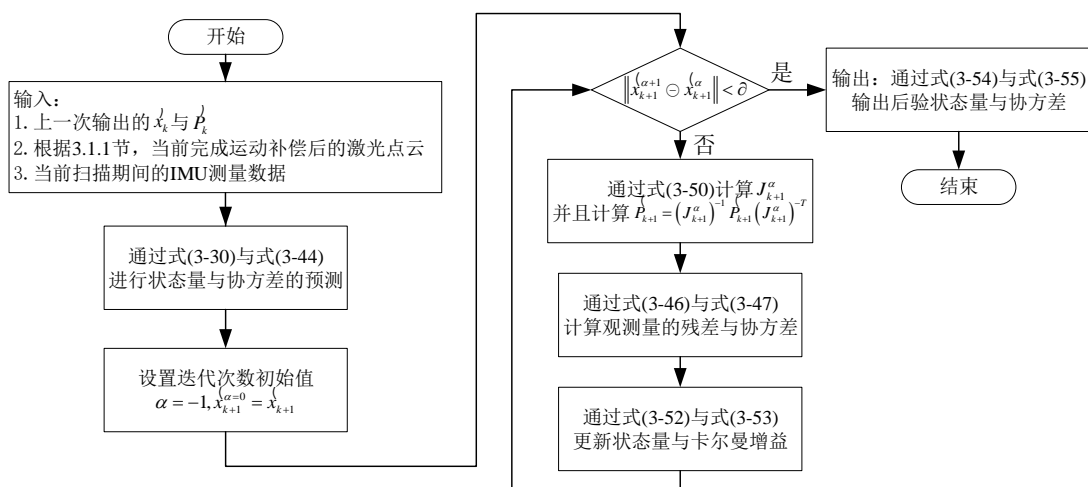 开始
输入：
1. 上一次输出的 x̂_k 与 P̂_k
2. 根据3.1.1节，当前完成运动补偿后的激光点云
3. 当前扫描期间的IMU测量数据
通过式(3-30)与式(3-44)
进行状态量与协方差的预测
设置迭代次数初始值
α = −1, x̌_{k+1}^{α=0} = x̌_{k+1}
‖x̌_{k+1}^{α+1} ⊖ x̌_{k+1}^{α}‖ < ∂
是
否
通过式(3-50)计算 J_{k+1}^{α}
并且计算 P̌_{k+1} = (J_{k+1}^{α})^{-1} P̌_{k+1} (J_{k+1}^{α})^{-T}
通过式(3-46)与式(3-47)
计算观测量的残差与协方差
通过式(3-52)与式(3-53)
更新状态量与卡尔曼增益
输出：通过式(3-54)与式(3-55)
输出后验状态量与协方差
结束